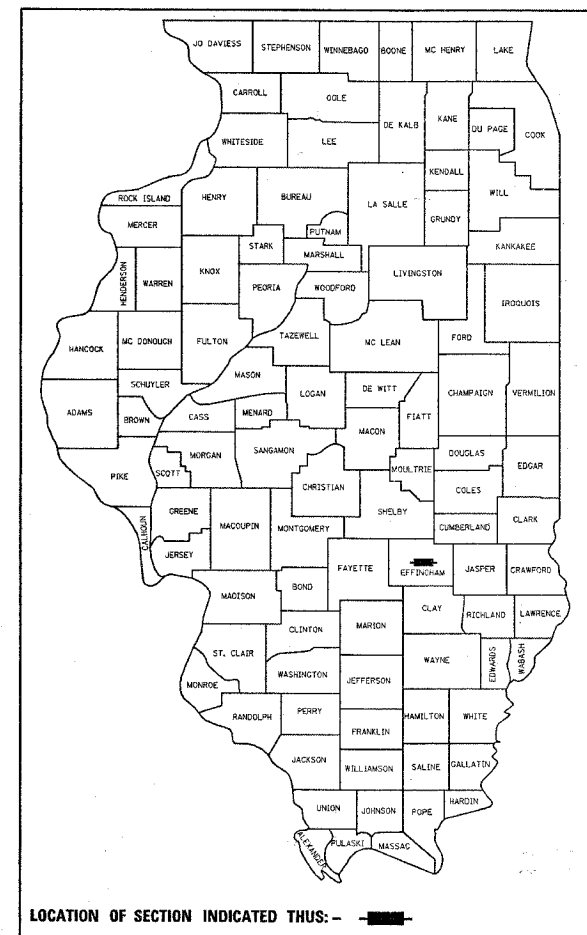 JO DAVIESS STEPHENSON WINNEBAGO BOONE MC HENRY LAKE
CARROLL OGLE DE KALB KANE DU PAGE COOK
WHITESIDE LEE KENDALL WILL
ROCK ISLAND HENRY BUREAU LA SALLE GRUNDY
MERCER PUTNAM KANKAKEE
STARK MARSHALL LIVINGSTON
HENDERSON WARREN KNOX PEORIA WOODFORD IROQUOIS
HANCOCK MC DONOUGH FULTON TAZEWELL MC LEAN FORD
SCHUYLER MASON LOGAN DE WITT CHAMPAIGN VERMILION
ADAMS BROWN CASS MENARD MACON FIATT
PIKE SCOTT MORGAN SANGAMON CHRISTIAN MOULTRIE DOUGLAS EDGAR
COLES
CALHOUN GREENE MACOUPIN MONTGOMERY SHELBY CUMBERLAND CLARK
JERSEY FAYETTE EFFINGHAM JASPER CRAWFORD
MADISON BOND CLAY RICHLAND LAWRENCE
CLINTON MARION
ST. CLAIR WAYNE EDWARDS WABASH
MONROE WASHINGTON JEFFERSON
RANDOLPH PERRY FRANKLIN HAMILTON WHITE
JACKSON WILLIAMSON SALINE GALLATIN
UNION JOHNSON POPE HARDIN
ALEXANDER PULASKI MASSAC
LOCATION OF SECTION INDICATED THUS: -